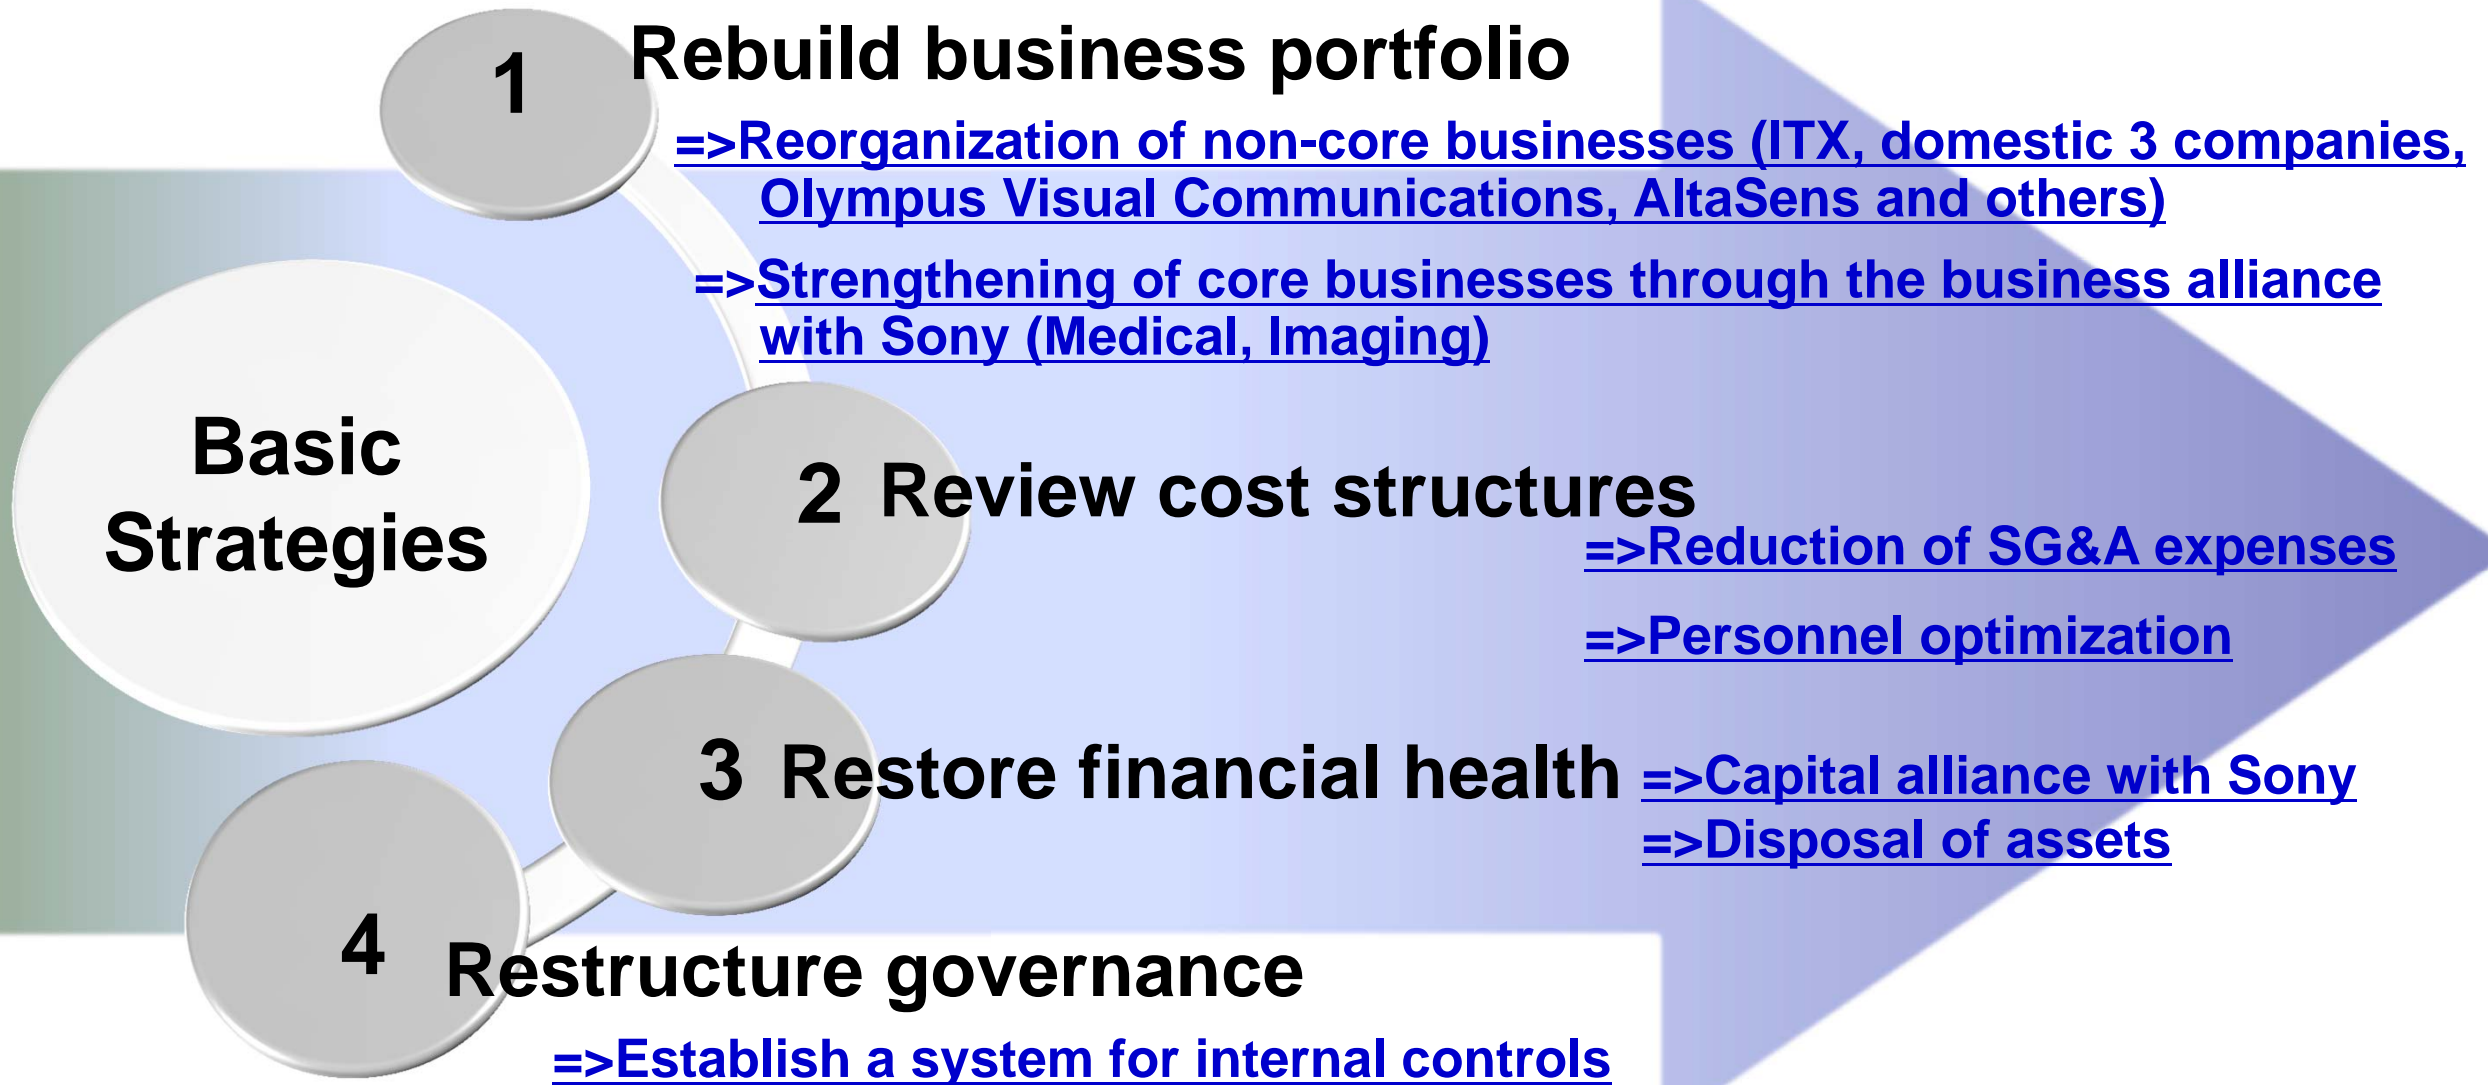 1 Rebuild business portfolio
=>Reorganization of non-core businesses (ITX, domestic 3 companies,
Olympus Visual Communications, AltaSens and others)
=>Strengthening of core businesses through the business alliance
with Sony (Medical, Imaging)
Basic
Strategies
2 Review cost structures
=>Reduction of SG&A expenses
=>Personnel optimization
3 Restore financial health =>Capital alliance with Sony
=>Disposal of assets
4 Restructure governance
=>Establish a system for internal controls